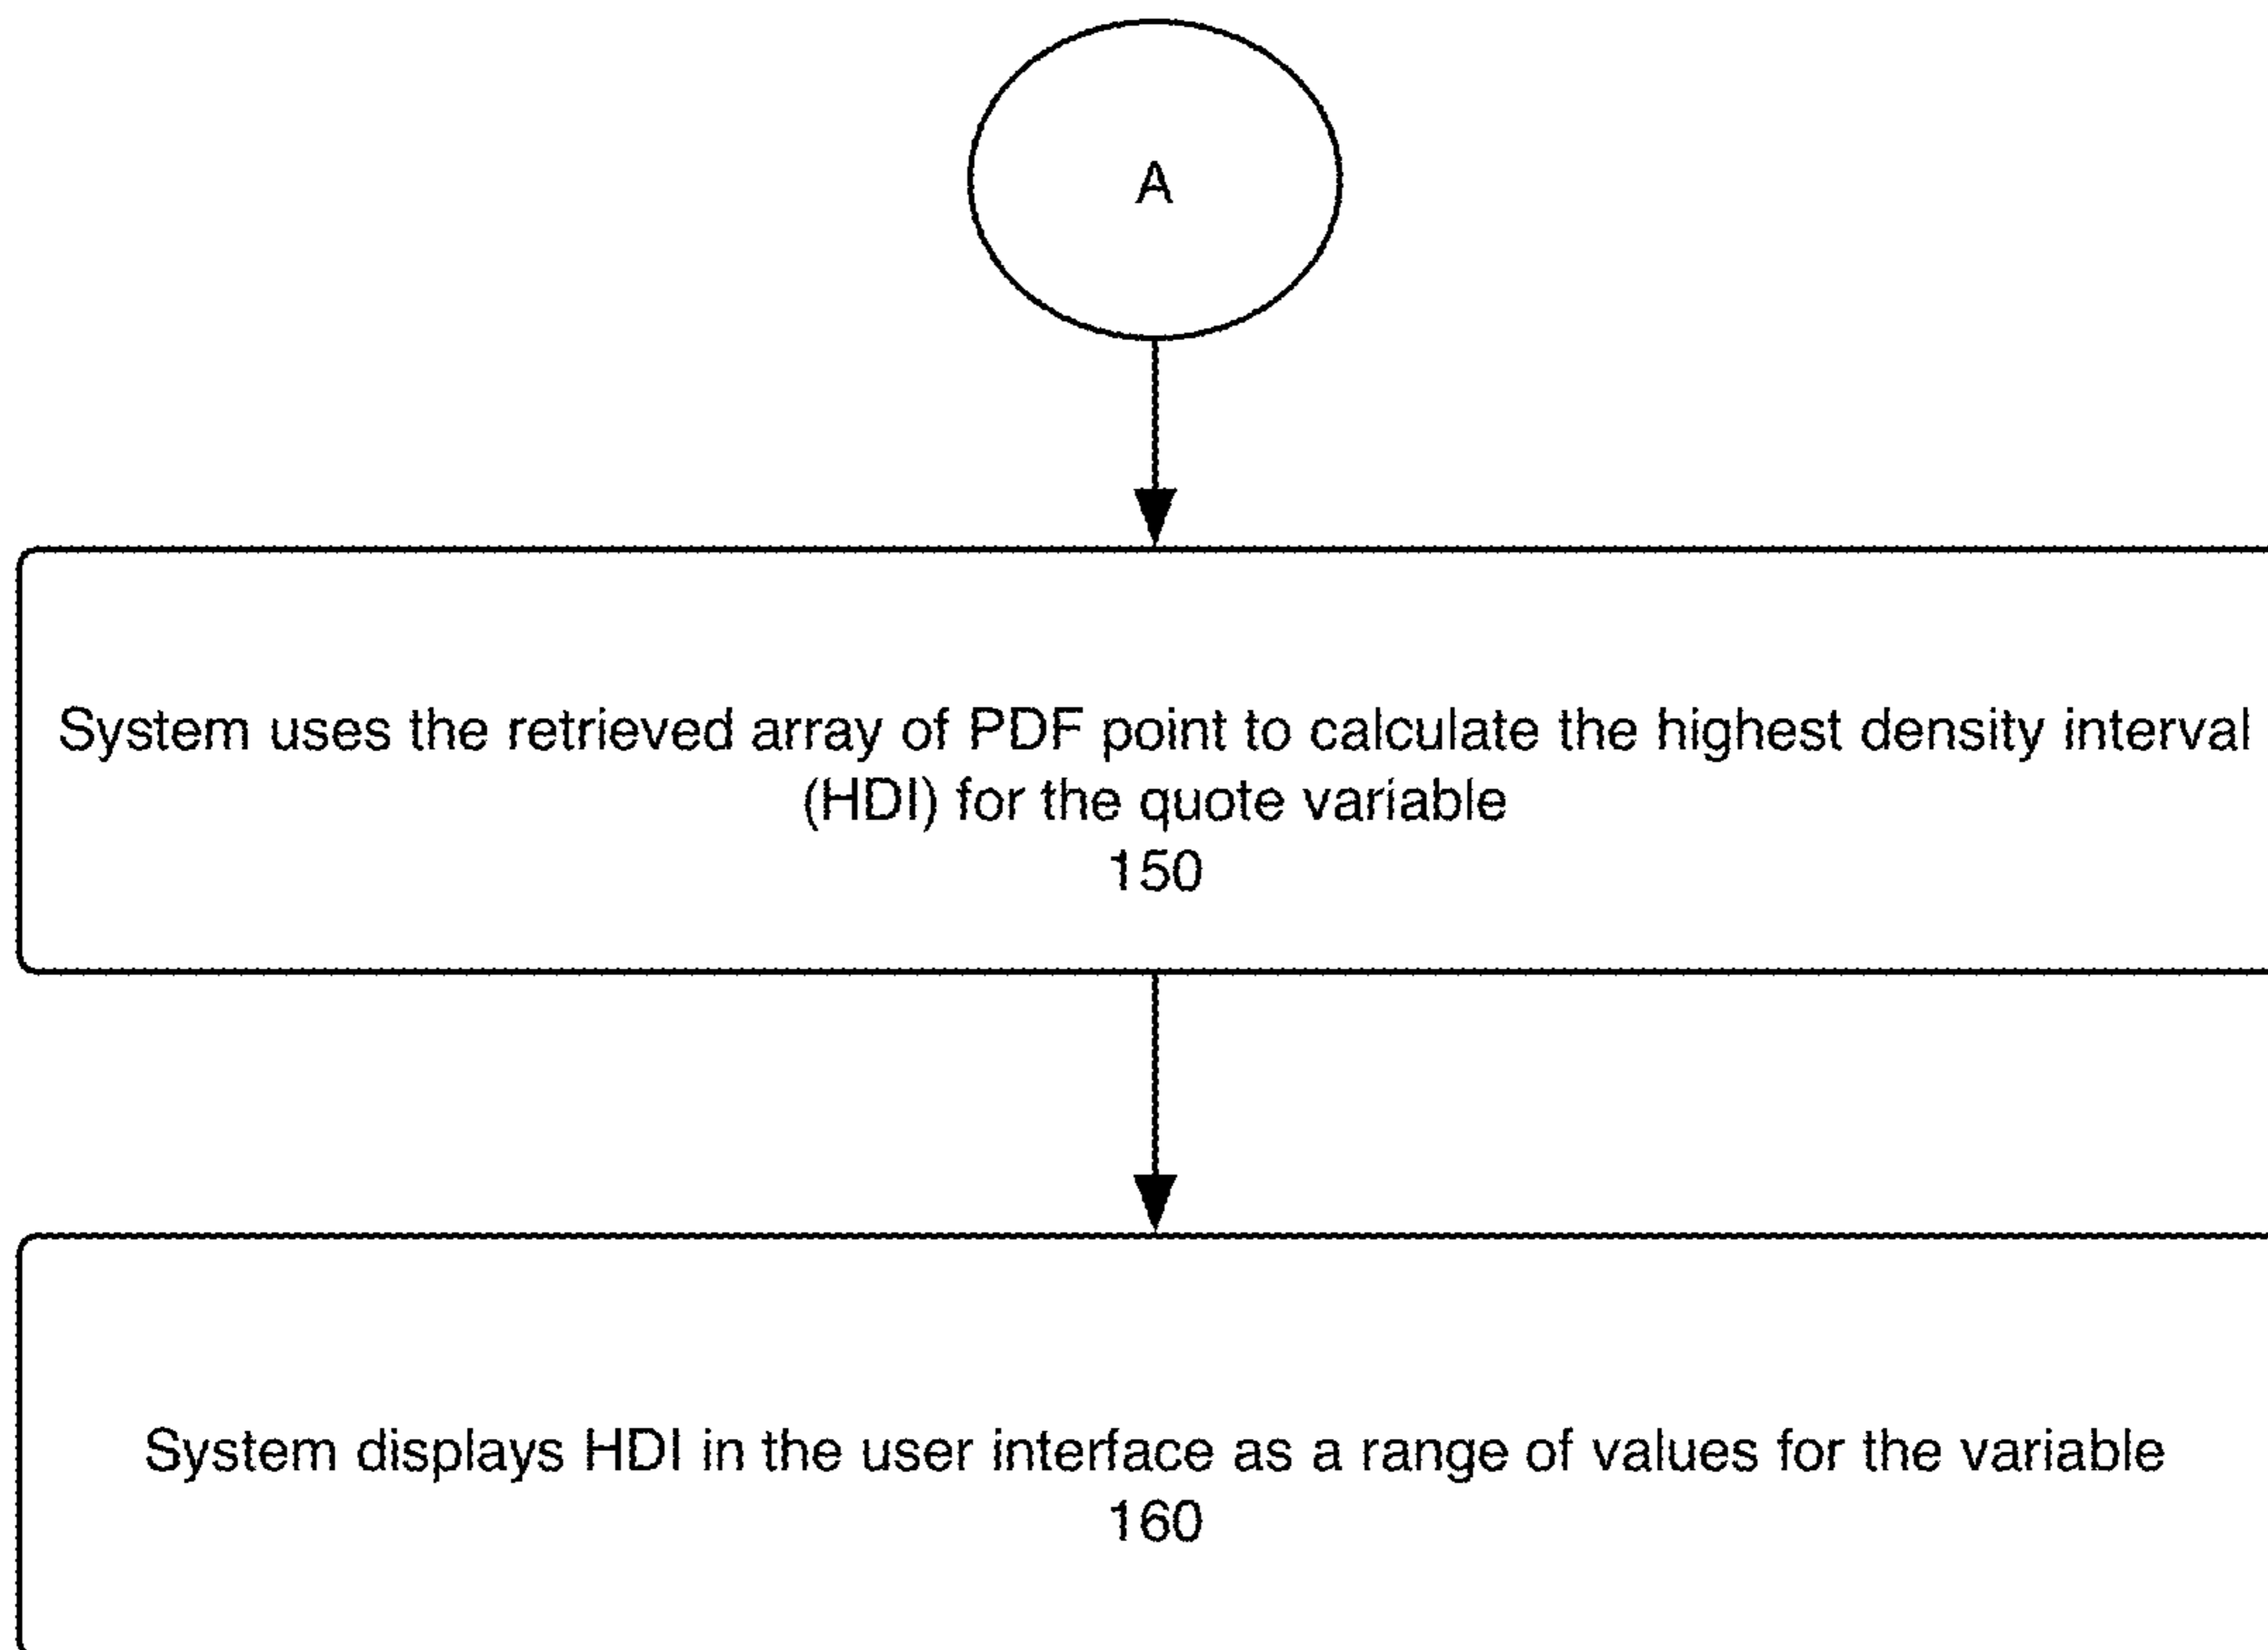 A
System uses the retrieved array of PDF point to calculate the highest density interval
(HDI) for the quote variable
150
System displays HDI in the user interface as a range of values for the variable
160